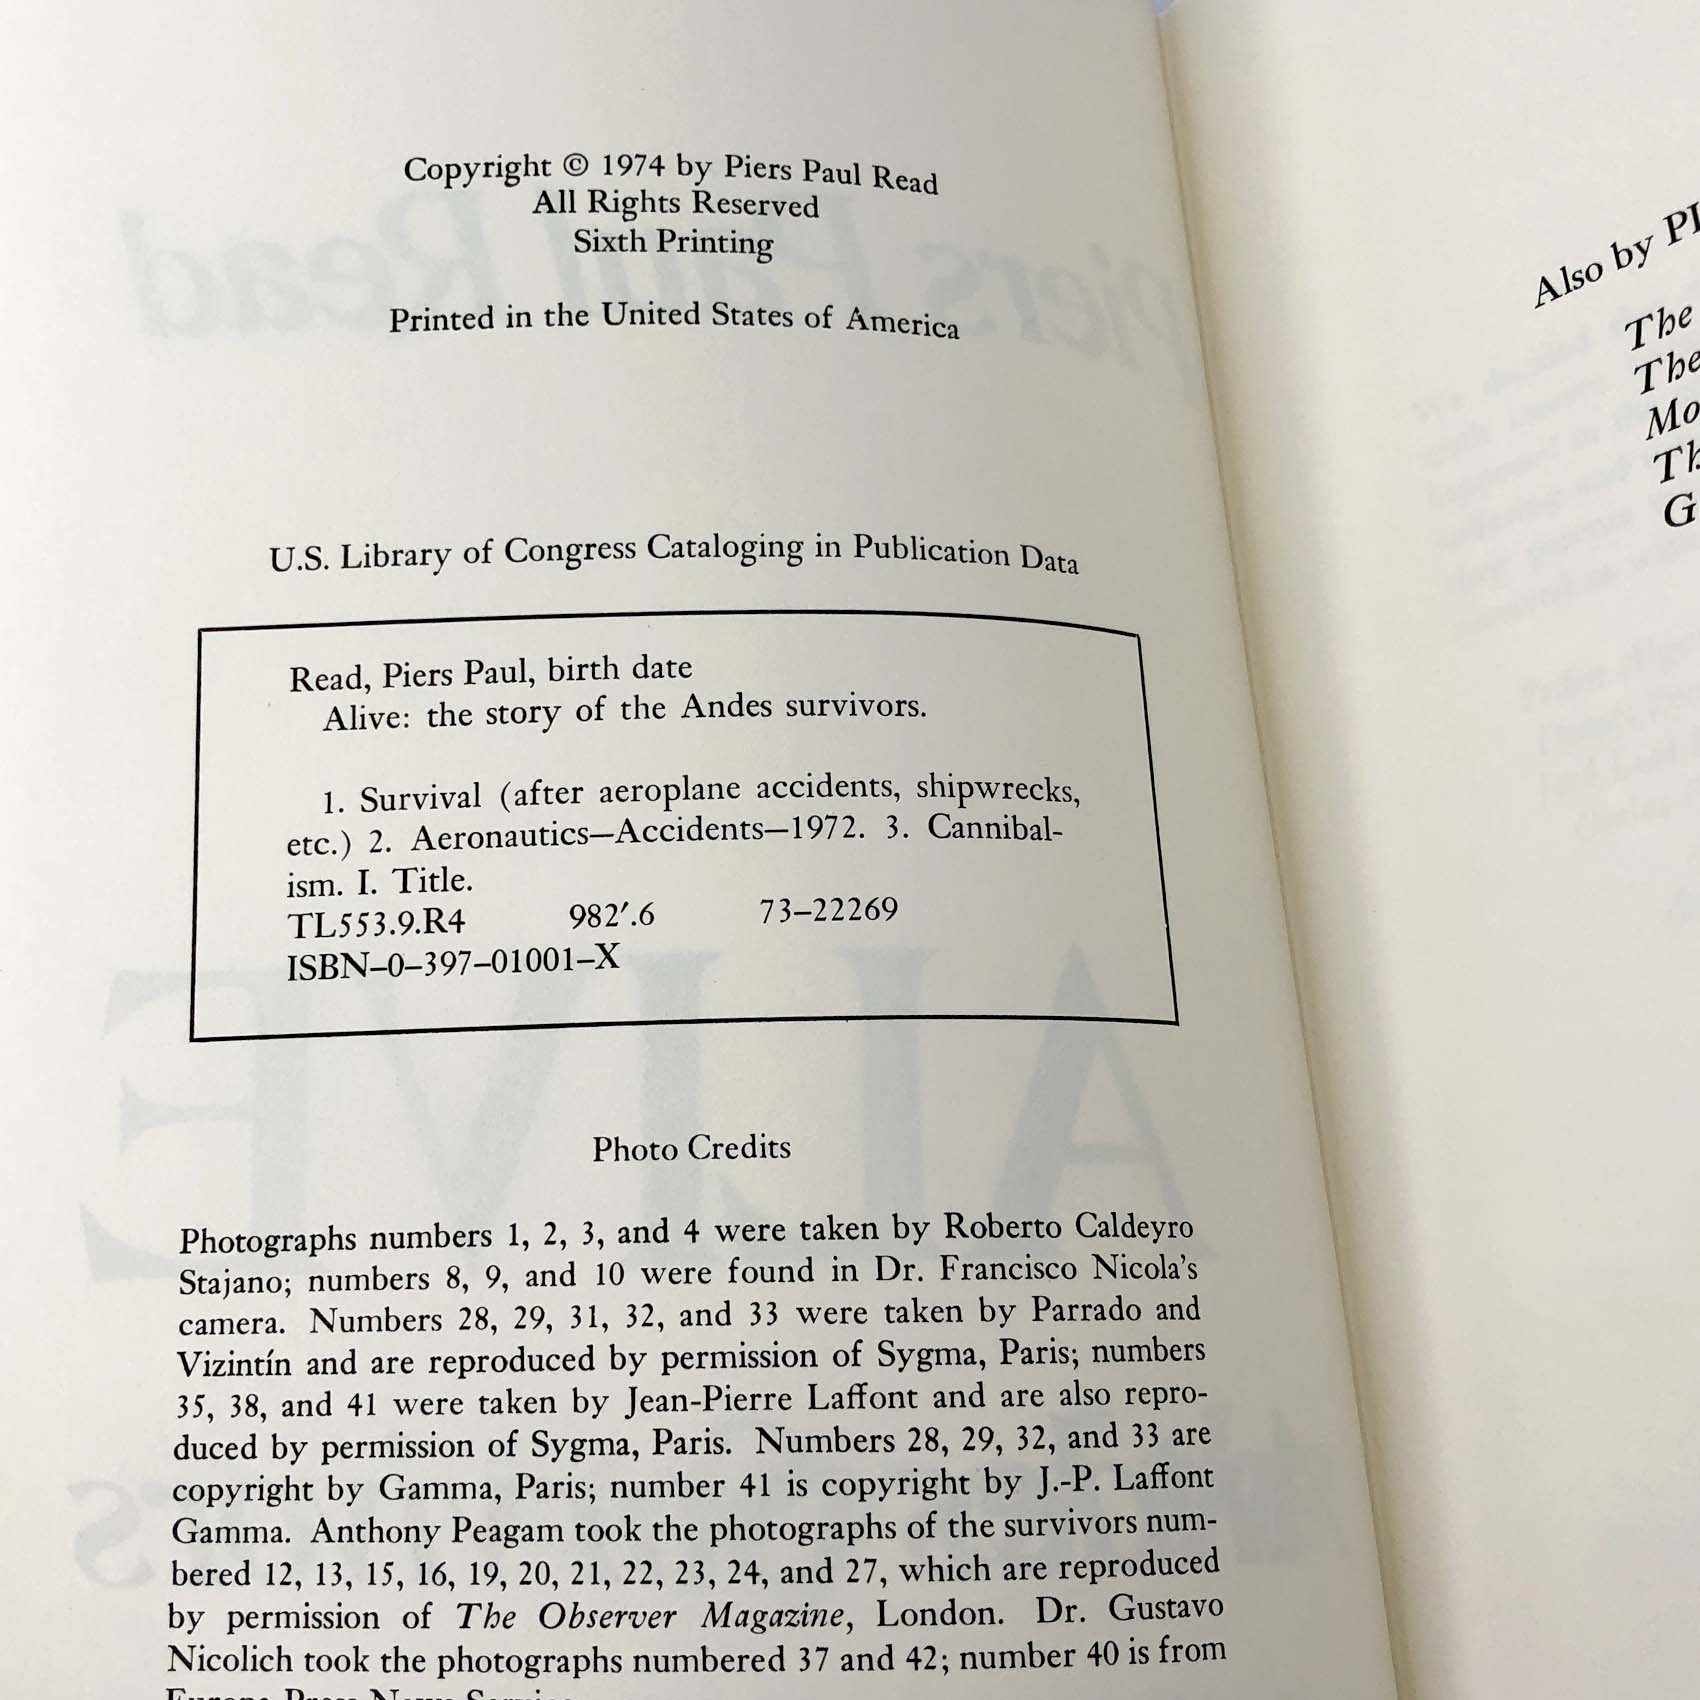 Copyright © 1974 by Piers Paul Read
All Rights Reserved
Sixth Printing
Printed in the United States of America
U.S. Library of Congress Cataloging in Publication Data
Read, Piers Paul, birth date
Alive: the story of the Andes survivors.
1. Survival (after aeroplane accidents, shipwrecks,
etc.) 2. Aeronautics—Accidents—1972. 3. Cannibal-
ism. I. Title.
TL553.9.R4 982′.6 73–22269
ISBN–0–397–01001–X
Photo Credits
Photographs numbers 1, 2, 3, and 4 were taken by Roberto Caldeyro
Stajano; numbers 8, 9, and 10 were found in Dr. Francisco Nicola's
camera. Numbers 28, 29, 31, 32, and 33 were taken by Parrado and
Vizintín and are reproduced by permission of Sygma, Paris; numbers
35, 38, and 41 were taken by Jean-Pierre Laffont and are also repro-
duced by permission of Sygma, Paris. Numbers 28, 29, 32, and 33 are
copyright by Gamma, Paris; number 41 is copyright by J.-P. Laffont
Gamma. Anthony Peagam took the photographs of the survivors num-
bered 12, 13, 15, 16, 19, 20, 21, 22, 23, 24, and 27, which are reproduced
by permission of The Observer Magazine, London. Dr. Gustavo
Nicolich took the photographs numbered 37 and 42; number 40 is from
Also by
The
The